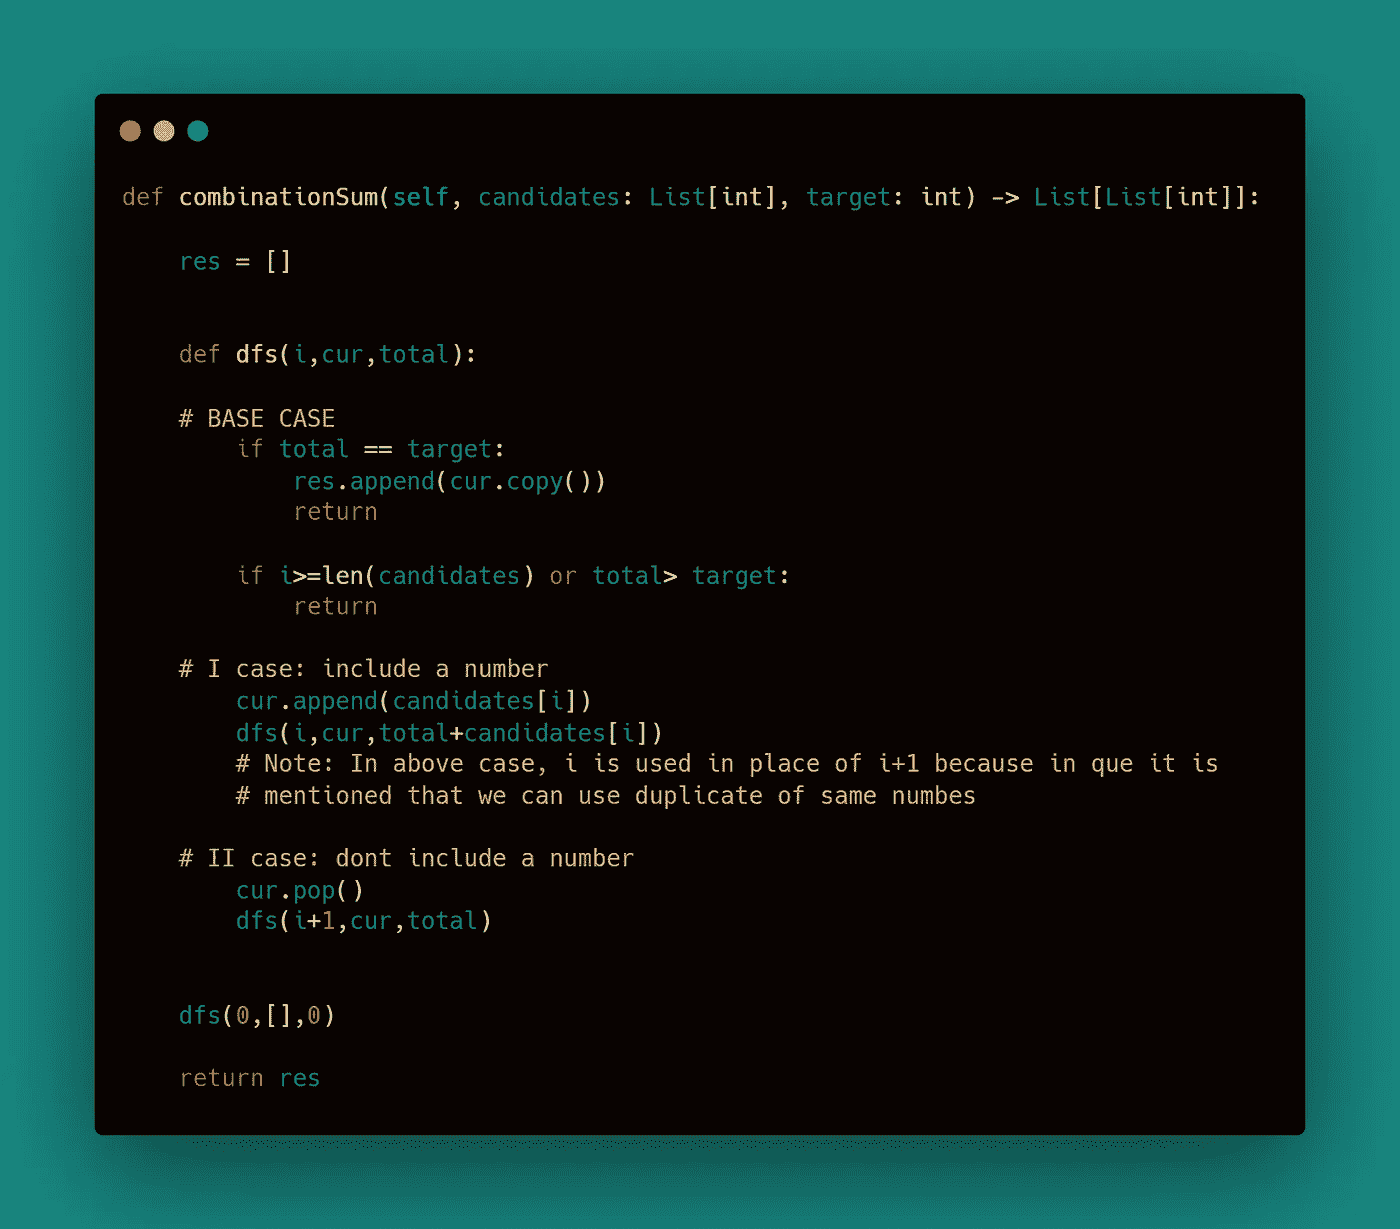 def combinationSum(self, candidates: List[int], target: int) -> List[List[int]]:
    res = []
    def dfs(i,cur,total):
    # BASE CASE
        if total == target:
            res.append(cur.copy())
            return
        if i>=len(candidates) or total> target:
            return
    # I case: include a number
        cur.append(candidates[i])
        dfs(i,cur,total+candidates[i])
        # Note: In above case, i is used in place of i+1 because in que it is
        # mentioned that we can use duplicate of same numbes
    # II case: dont include a number
        cur.pop()
        dfs(i+1,cur,total)
    dfs(0,[],0)
    return res